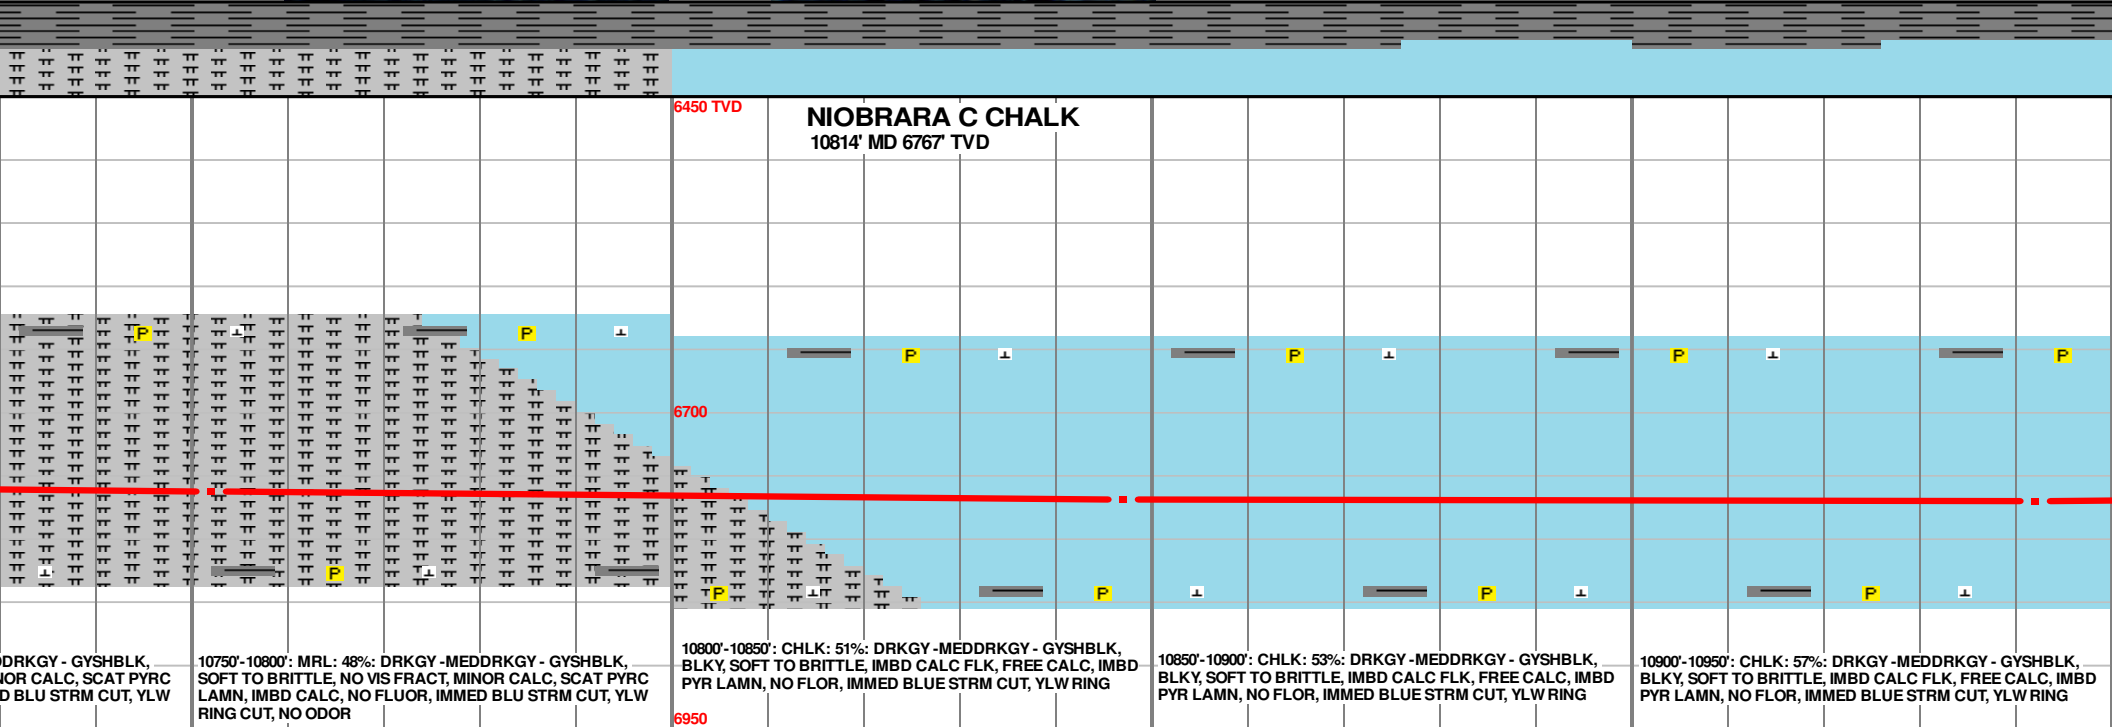 6450 TVD
NIOBRARA C CHALK
10814' MD 6767' TVD
P
P
P
P
P
P
6700
P
P
P
P
P
DDRKGY - GYSHBLK,
NOR CALC, SCAT PYRC
D BLU STRM CUT, YLW
10750'-10800': MRL: 48%: DRKGY -MEDDRKGY - GYSHBLK,
SOFT TO BRITTLE, NO VIS FRACT, MINOR CALC, SCAT PYRC
LAMN, IMBD CALC, NO FLUOR, IMMED BLU STRM CUT, YLW
RING CUT, NO ODOR
10800'-10850': CHLK: 51%: DRKGY -MEDDRKGY - GYSHBLK,
BLKY, SOFT TO BRITTLE, IMBD CALC FLK, FREE CALC, IMBD
PYR LAMN, NO FLOR, IMMED BLUE STRM CUT, YLW RING
10850'-10900': CHLK: 53%: DRKGY -MEDDRKGY - GYSHBLK,
BLKY, SOFT TO BRITTLE, IMBD CALC FLK, FREE CALC, IMBD
PYR LAMN, NO FLOR, IMMED BLUE STRM CUT, YLW RING
10900'-10950': CHLK: 57%: DRKGY -MEDDRKGY - GYSHBLK,
BLKY, SOFT TO BRITTLE, IMBD CALC FLK, FREE CALC, IMBD
PYR LAMN, NO FLOR, IMMED BLUE STRM CUT, YLW RING
6950